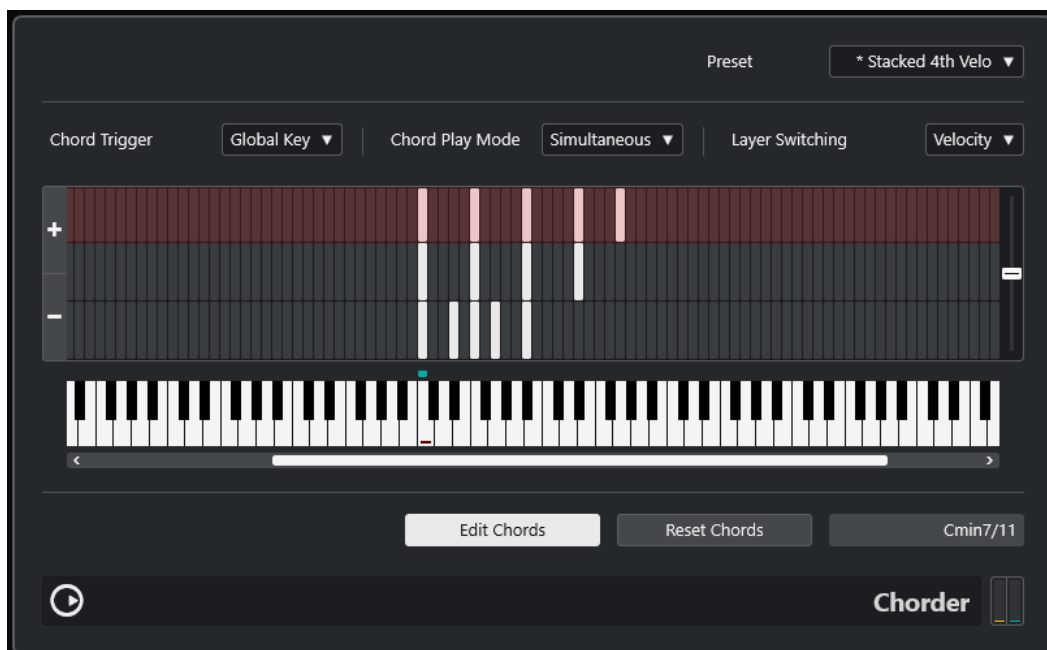 Preset * Stacked 4th Velo
Chord Trigger Global Key Chord Play Mode Simultaneous Layer Switching Velocity
+
−
Edit Chords Reset Chords Cmin7/11
Chorder